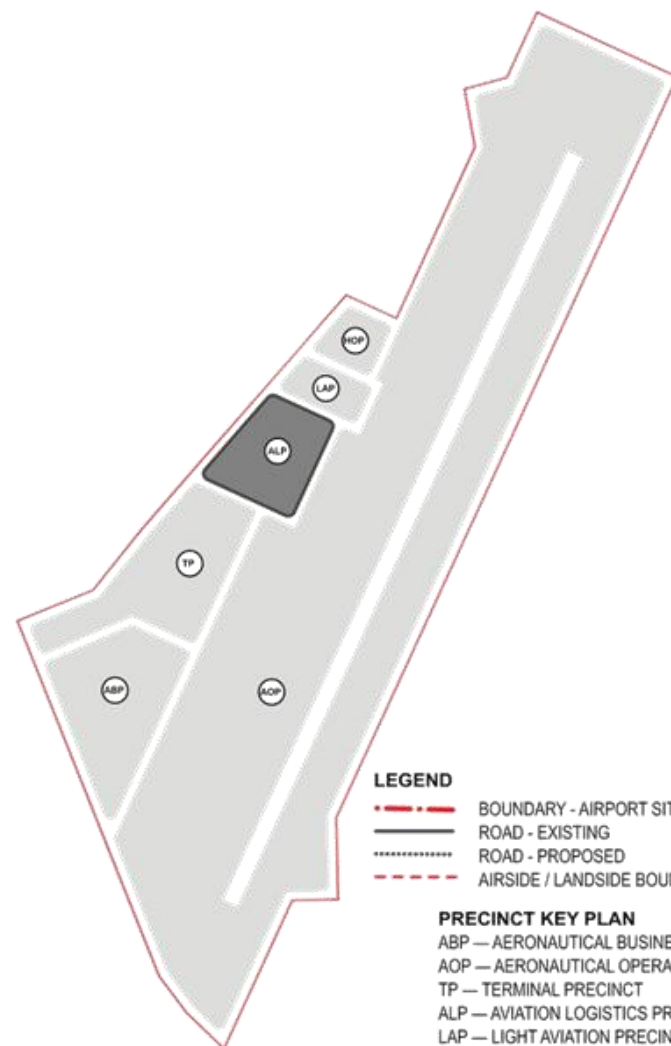 HOP
LAP
ALP
TP
ABP
AOP
LEGEND
BOUNDARY - AIRPORT SIT
ROAD - EXISTING
ROAD - PROPOSED
AIRSIDE / LANDSIDE BOU
PRECINCT KEY PLAN
ABP — AERONAUTICAL BUSINE
AOP — AERONAUTICAL OPERA
TP — TERMINAL PRECINCT
ALP — AVIATION LOGISTICS PR
LAP — LIGHT AVIATION PRECIN